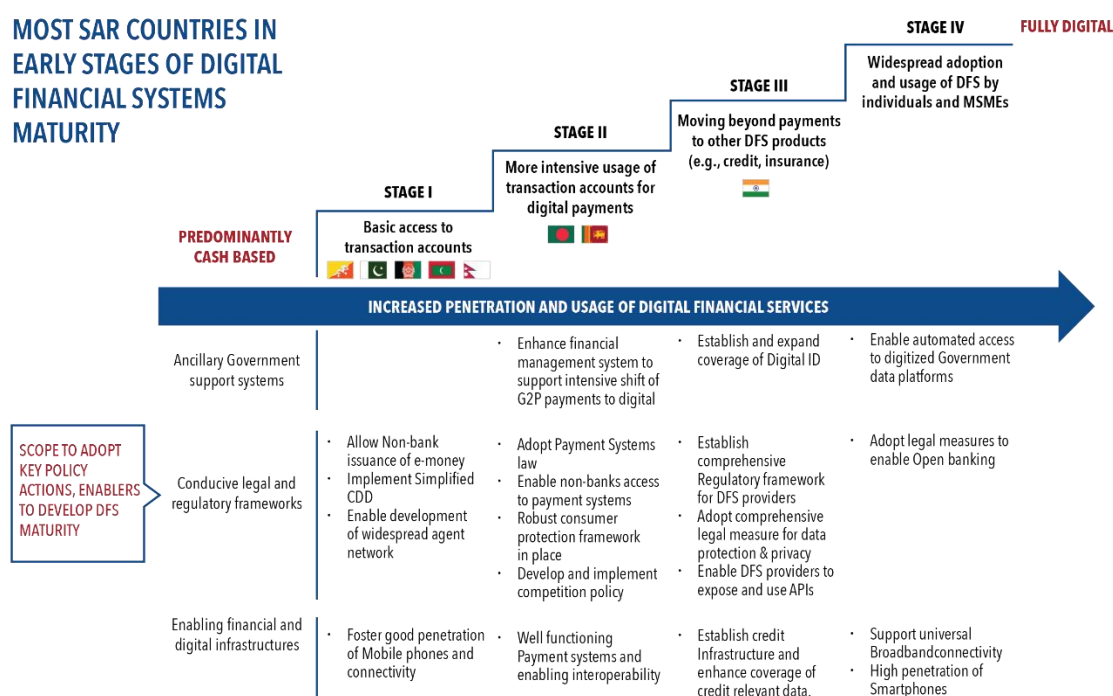 MOST SAR COUNTRIES IN
EARLY STAGES OF DIGITAL
FINANCIAL SYSTEMS
MATURITY
PREDOMINANTLY
CASH BASED
STAGE I
Basic access to
transaction accounts
STAGE II
More intensive usage of
transaction accounts for
digital payments
STAGE III
Moving beyond payments
to other DFS products
(e.g., credit, insurance)
STAGE IV
Widespread adoption
and usage of DFS by
individuals and MSMEs
FULLY DIGITAL
INCREASED PENETRATION AND USAGE OF DIGITAL FINANCIAL SERVICES
SCOPE TO ADOPT
KEY POLICY
ACTIONS, ENABLERS
TO DEVELOP DFS
MATURITY
Ancillary Government
support systems
• Enhance financial
management system to
support intensive shift of
G2P payments to digital
• Establish and expand
coverage of Digital ID
• Enable automated access
to digitized Government
data platforms
Conducive legal and
regulatory frameworks
• Allow Non-bank
issuance of e-money
• Implement Simplified
CDD
• Enable development
of widespread agent
network
• Adopt Payment Systems
law
• Enable non-banks access
to payment systems
• Robust consumer
protection framework
in place
• Develop and implement
competition policy
• Establish
comprehensive
Regulatory framework
for DFS providers
• Adopt comprehensive
legal measure for data
protection & privacy
• Enable DFS providers to
expose and use APIs
• Adopt legal measures to
enable Open banking
Enabling financial and
digital infrastructures
• Foster good penetration
of Mobile phones and
connectivity
• Well functioning
Payment systems and
enabling interoperability
• Establish credit
Infrastructure and
enhance coverage of
credit relevant data.
• Support universal
Broadbandconnectivity
• High penetration of
Smartphones